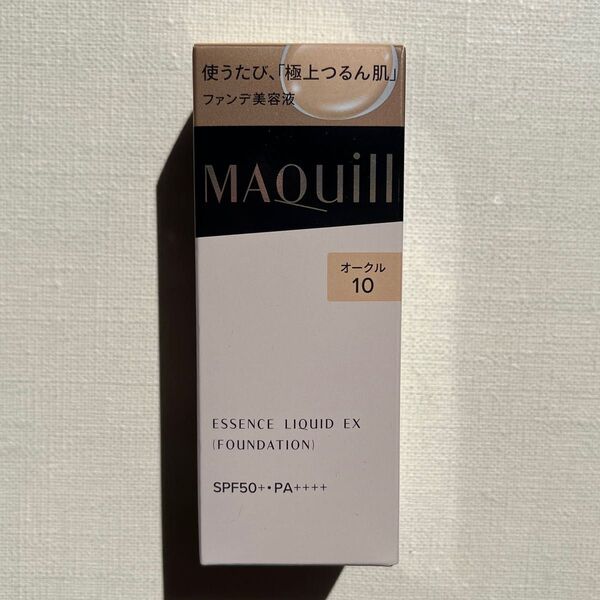 使うたび、「極上つるん肌」
ファンデ美容液
MAQuill
オークル
10
ESSENCE LIQUID EX
(FOUNDATION)
SPF50+・PA++++